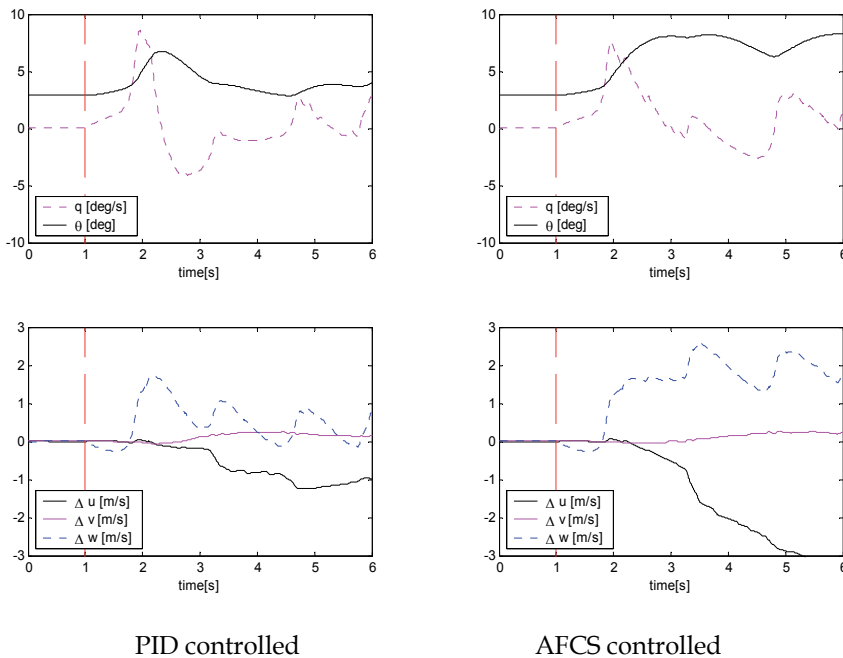 10
5
0
-5
-10
q [deg/s]
θ [deg]
0 1 2 3 4 5 6
time[s]
10
5
0
-5
-10
q [deg/s]
θ [deg]
0 1 2 3 4 5 6
time[s]
3
2
1
0
-1
-2
-3
Δ u [m/s]
Δ v [m/s]
Δ w [m/s]
0 1 2 3 4 5 6
time[s]
3
2
1
0
-1
-2
-3
Δ u [m/s]
Δ v [m/s]
Δ w [m/s]
0 1 2 3 4 5 6
time[s]
PID controlled
AFCS controlled